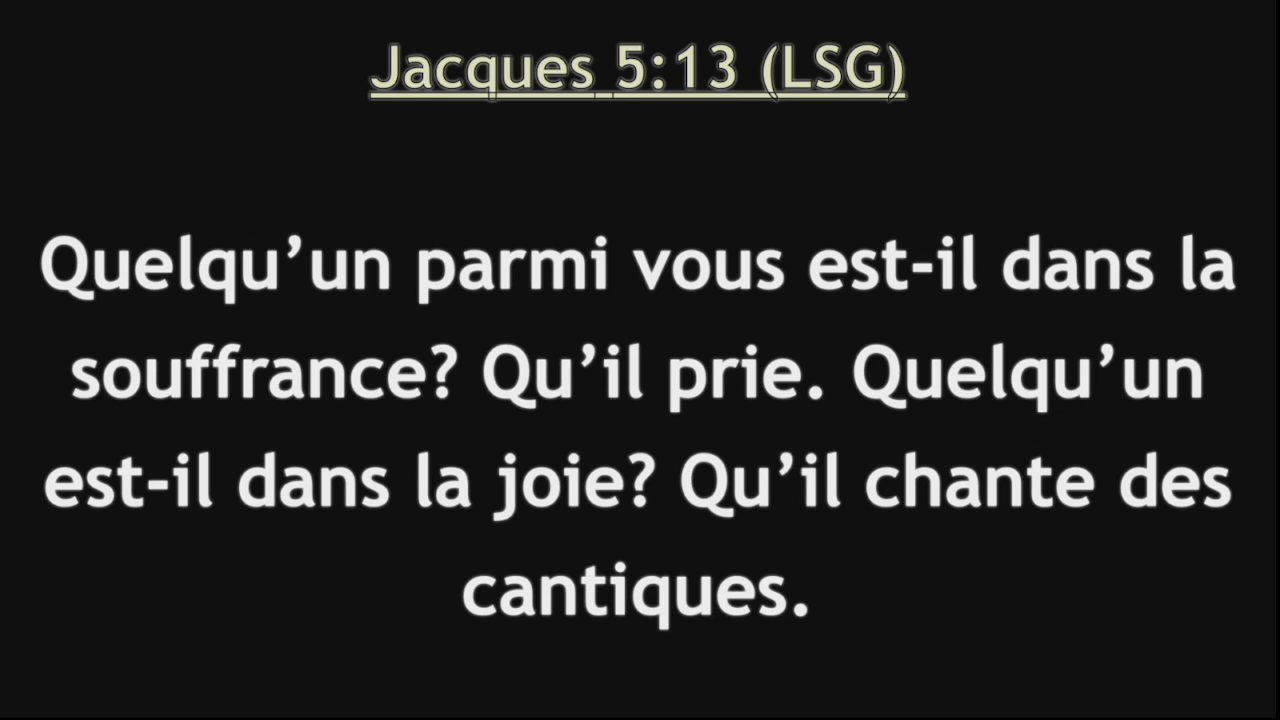 Jacques 5:13 (LSG)
Quelqu’un parmi vous est-il dans la
souffrance? Qu’il prie. Quelqu’un
est-il dans la joie? Qu’il chante des
cantiques.